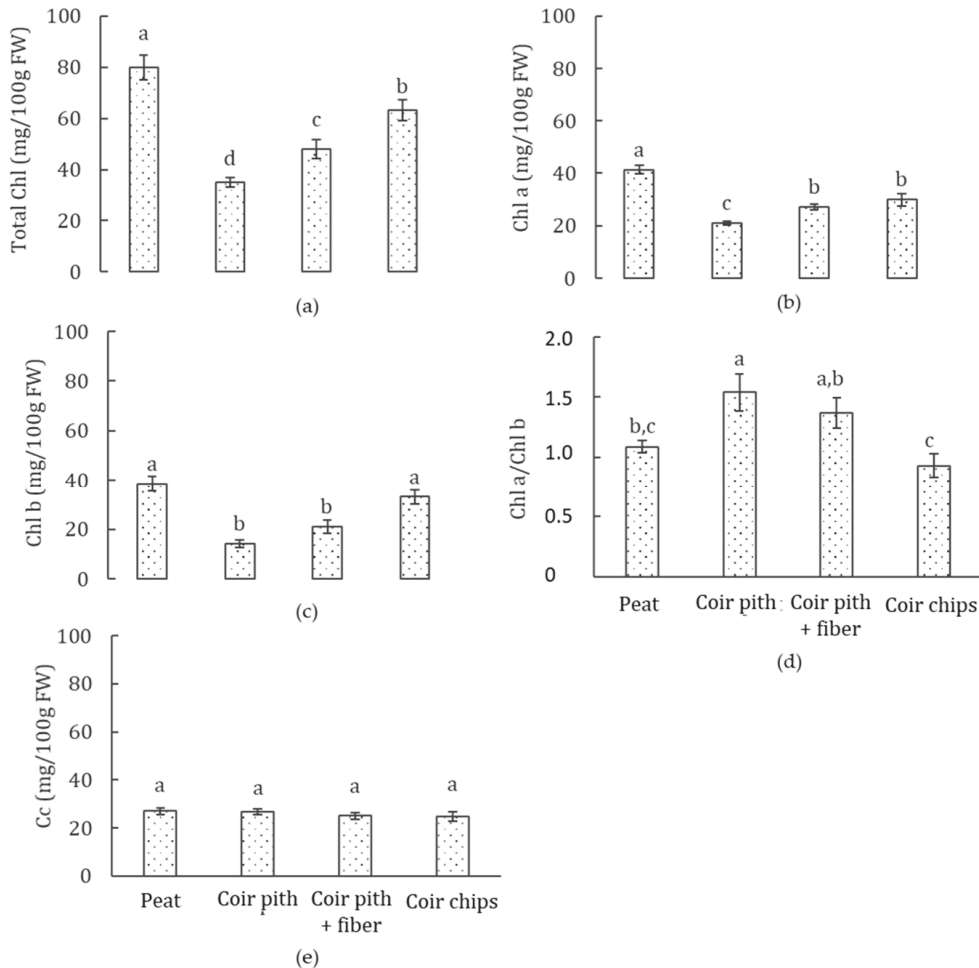 100
80
60
40
20
0
Total Chl (mg/100g FW)
a
d
c
b
(a)
100
80
60
40
20
0
Chl a (mg/100g FW)
a
c
b
b
(b)
100
80
60
40
20
0
Chl b (mg/100g FW)
a
b
b
a
(c)
2.0
1.5
1.0
0.5
0
Chl a/Chl b
b,c
a
a,b
c
Peat
Coir pith
Coir pith
+ fiber
Coir chips
(d)
100
80
60
40
20
0
Cc (mg/100g FW)
a
a
a
a
Peat
Coir pith
Coir pith
+ fiber
Coir chips
(e)